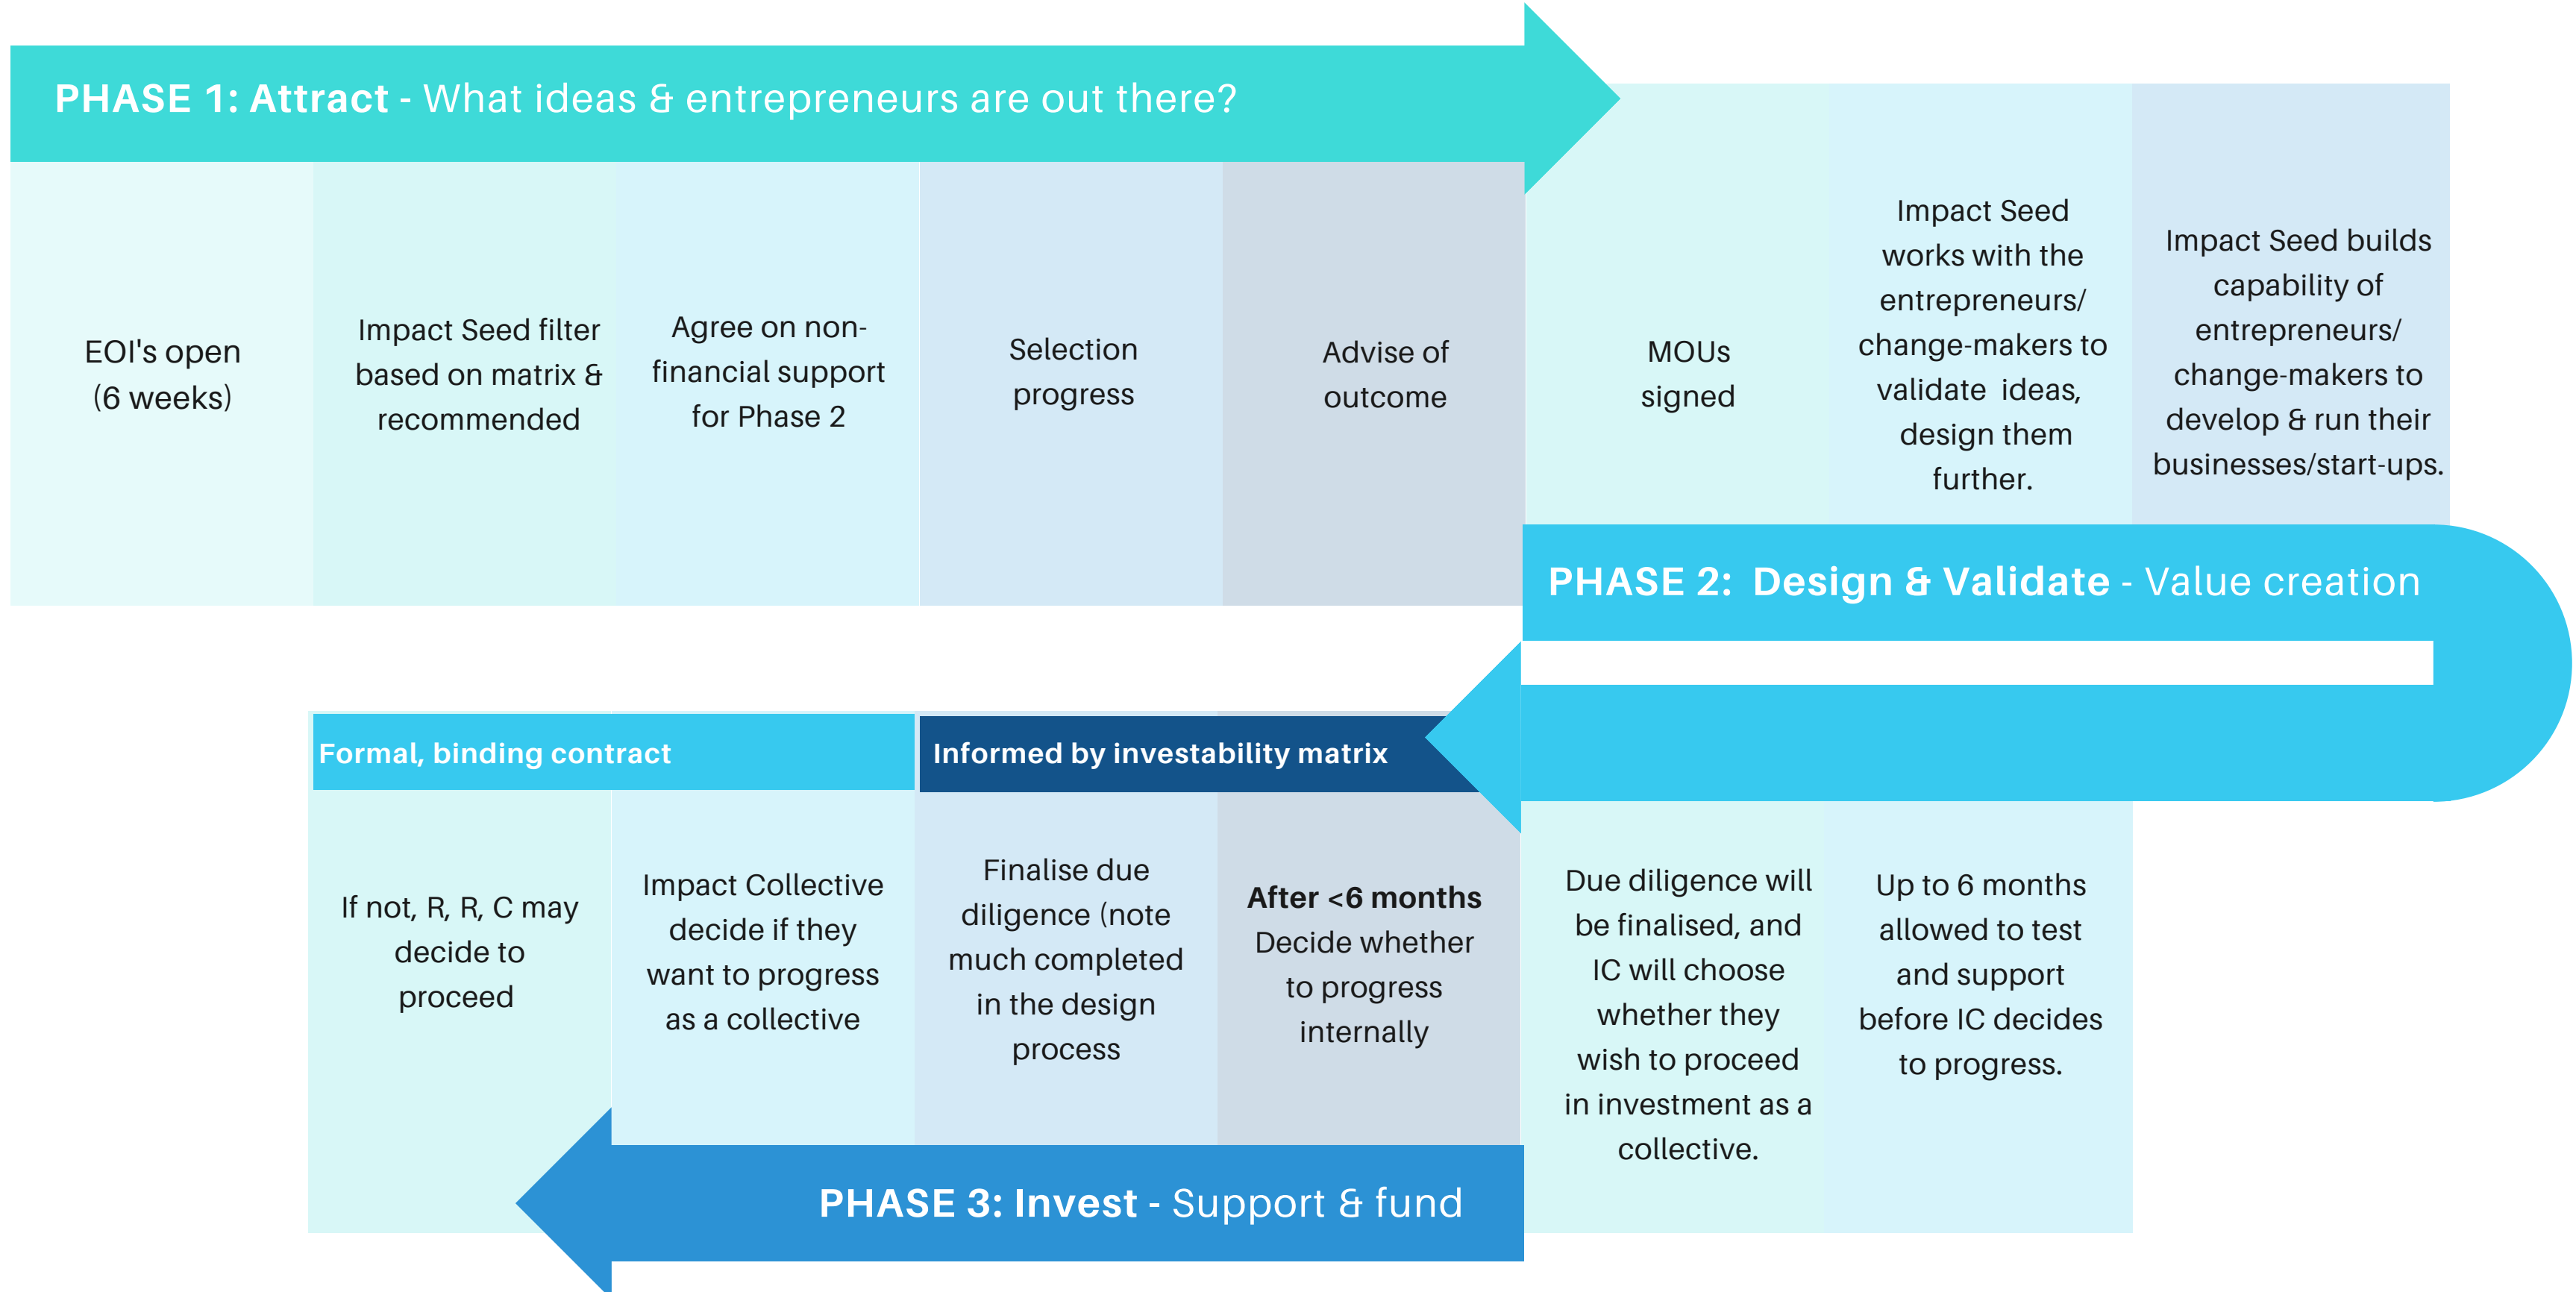 PHASE 1: Attract - What ideas & entrepreneurs are out there?
EOI's open
(6 weeks)
Impact Seed filter
based on matrix &
recommended
Agree on non-
financial support
for Phase 2
Selection
progress
Advise of
outcome
MOUs
signed
Impact Seed
works with the
entrepreneurs/
change-makers to
validate ideas,
design them
further.
Impact Seed builds
capability of
entrepreneurs/
change-makers to
develop & run their
businesses/start-ups.
PHASE 2: Design & Validate - Value creation
Up to 6 months
allowed to test
and support
before IC decides
to progress.
Due diligence will
be finalised, and
IC will choose
whether they
wish to proceed
in investment as a
collective.
Informed by investability matrix
After <6 months
Decide whether
to progress
internally
Finalise due
diligence (note
much completed
in the design
process
Formal, binding contract
Impact Collective
decide if they
want to progress
as a collective
If not, R, R, C may
decide to
proceed
PHASE 3: Invest - Support & fund